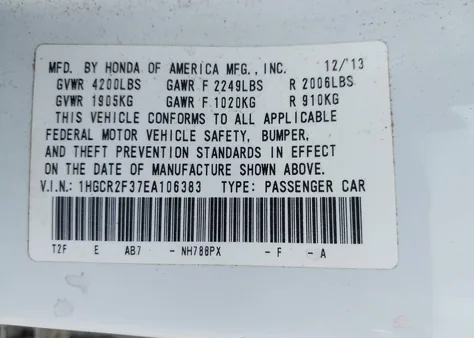 MFD. BY HONDA OF AMERICA MFG., INC. 12/13
GVWR 4200LBS GAWR F 2249LBS R 2006LBS
GVWR 1905KG GAWR F 1020KG R 910KG
THIS VEHICLE CONFORMS TO ALL APPLICABLE
FEDERAL MOTOR VEHICLE SAFETY, BUMPER,
AND THEFT PREVENTION STANDARDS IN EFFECT
ON THE DATE OF MANUFACTURE SHOWN ABOVE.
V.I.N.: 1HGCR2F37EA106383 TYPE: PASSENGER CAR
T2F E AB7 -NH788PX -F -A